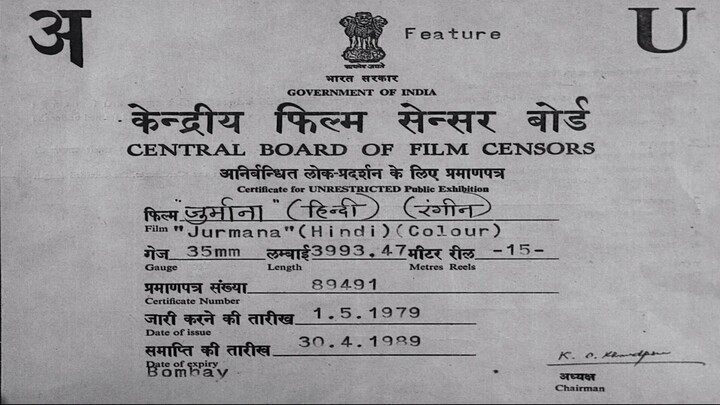 अ Feature U
भारत सरकार
GOVERNMENT OF INDIA
केन्द्रीय फिल्म सेन्सर बोर्ड
CENTRAL BOARD OF FILM CENSORS
अनिर्बन्धित लोक-प्रदर्शन के लिए प्रमाणपत्र
Certificate for UNRESTRICTED Public Exhibition
फिल्म "जुर्माना" (हिन्दी) (रंगीन)
Film "Jurmana"(Hindi)(Colour)
गेज 35mm लम्बाई 3993.47 मीटर रील -15-
Gauge Length Metres Reels
प्रमाणपत्र संख्या 89491
Certificate Number
जारी करने की तारीख 1.5.1979
Date of issue
समाप्ति की तारीख 30.4.1989
Date of expiry
Bombay
अध्यक्ष
Chairman